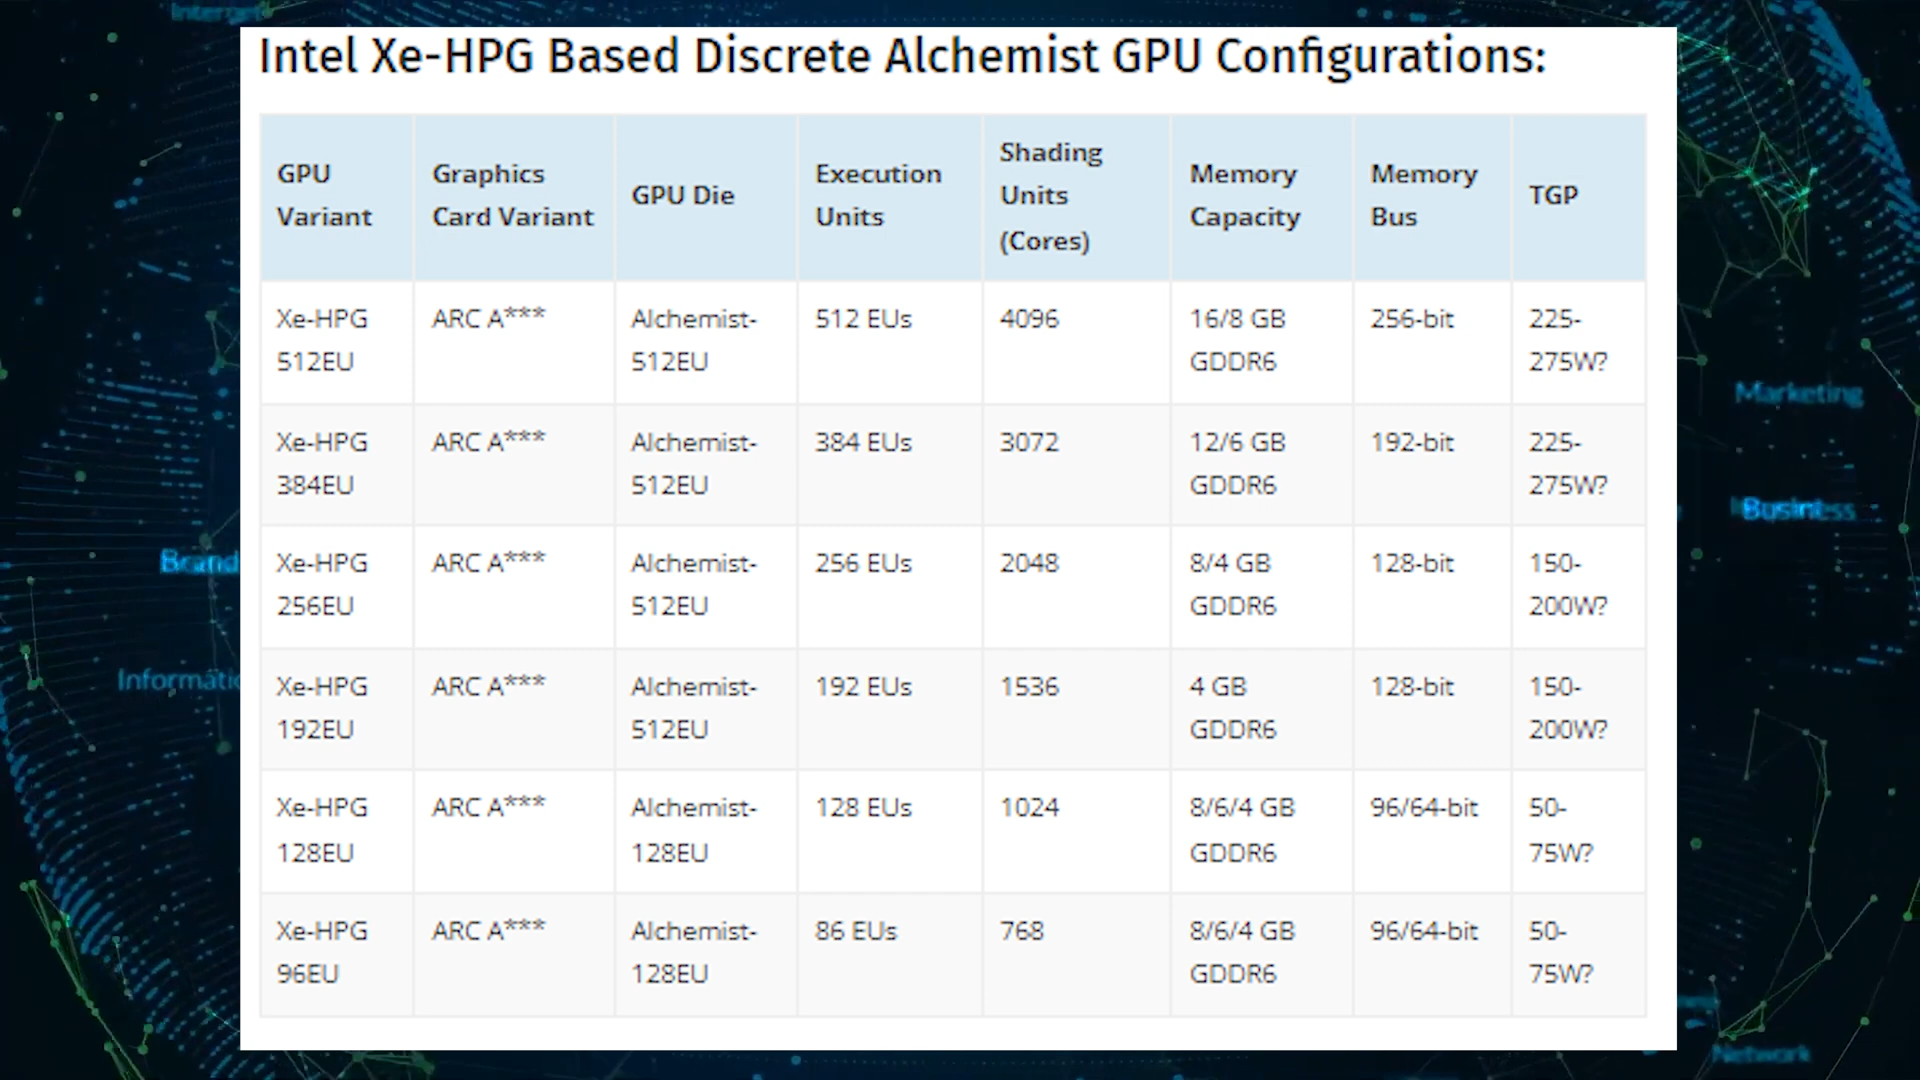 Internet
Intel Xe-HPG Based Discrete Alchemist GPU Configurations:
GPU Variant
Graphics Card Variant
GPU Die
Execution Units
Shading Units (Cores)
Memory Capacity
Memory Bus
TGP
Xe-HPG 512EU
ARC A***
Alchemist-512EU
512 EUs
4096
16/8 GB GDDR6
256-bit
225-275W?
Xe-HPG 384EU
ARC A***
Alchemist-512EU
384 EUs
3072
12/6 GB GDDR6
192-bit
225-275W?
Xe-HPG 256EU
ARC A***
Alchemist-512EU
256 EUs
2048
8/4 GB GDDR6
128-bit
150-200W?
Xe-HPG 192EU
ARC A***
Alchemist-512EU
192 EUs
1536
4 GB GDDR6
128-bit
150-200W?
Xe-HPG 128EU
ARC A***
Alchemist-128EU
128 EUs
1024
8/6/4 GB GDDR6
96/64-bit
50-75W?
Xe-HPG 96EU
ARC A***
Alchemist-128EU
86 EUs
768
8/6/4 GB GDDR6
96/64-bit
50-75W?
Marketing
Business
Brand
Informatio
Network